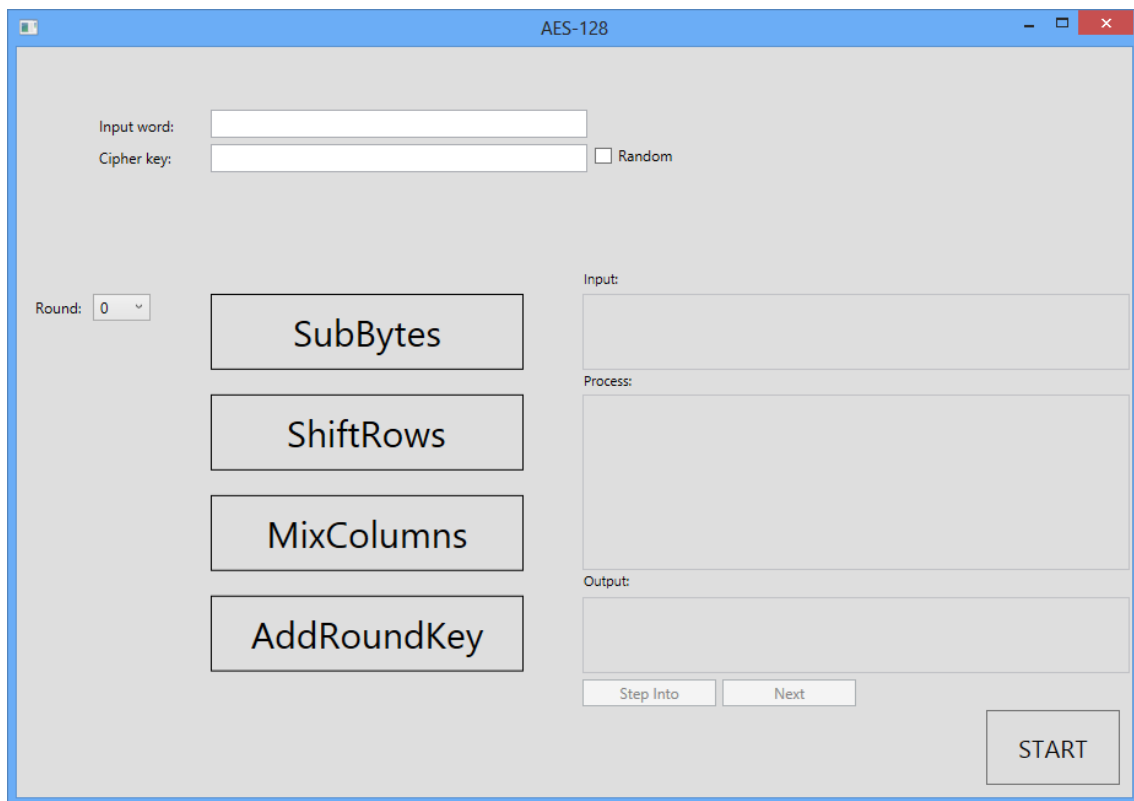 AES-128
Input word:
Cipher key:
Random
Round: 0
SubBytes
ShiftRows
MixColumns
AddRoundKey
Input:
Process:
Output:
Step Into Next
START